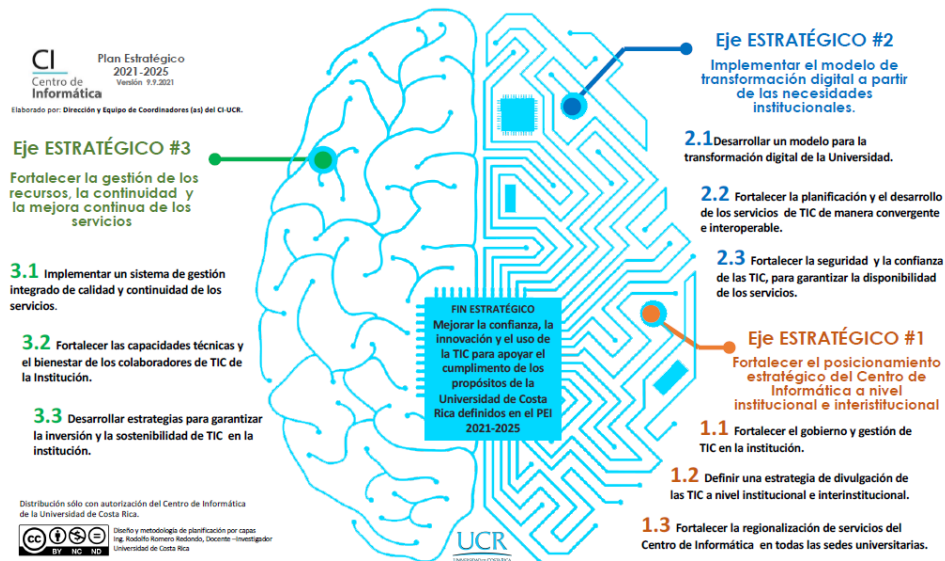 CI
Centro de
Informática
Plan Estratégico
2021-2025
Versión 9.9.2021
Elaborado por: Dirección y Equipo de Coordinadores (as) del CI-UCR.
Eje ESTRATÉGICO #3
Fortalecer la gestión de los
recursos, la continuidad y
la mejora continua de los
servicios
3.1 Implementar un sistema de gestión
integrado de calidad y continuidad de los
servicios.
3.2 Fortalecer las capacidades técnicas y
el bienestar de los colaboradores de TIC de
la Institución.
3.3 Desarrollar estrategias para garantizar
la inversión y la sostenibilidad de TIC en la
institución.
Distribución sólo con autorización del Centro de Informática
de la Universidad de Costa Rica.
cc
BY NC ND
Diseño y metodología de planificación por capas
Ing. Rodolfo Romero Redondo, Docente –Investigador
Universidad de Costa Rica
FIN ESTRATÉGICO
Mejorar la confianza, la
innovación y el uso de
la TIC para apoyar el
cumplimento de los
propósitos de la
Universidad de Costa
Rica definidos en el PEI
2021-2025
UCR
UNIVERSIDAD DE COSTA RICA
Eje ESTRATÉGICO #2
Implementar el modelo de
transformación digital a partir
de las necesidades
institucionales.
2.1 Desarrollar un modelo para la
transformación digital de la Universidad.
2.2 Fortalecer la planificación y el desarrollo
de los servicios de TIC de manera convergente
e interoperable.
2.3 Fortalecer la seguridad y la confianza
de las TIC, para garantizar la disponibilidad
de los servicios.
Eje ESTRATÉGICO #1
Fortalecer el posicionamiento
estratégico del Centro de
Informática a nivel
institucional e interistitucional
1.1 Fortalecer el gobierno y gestión de
TIC en la institución.
1.2 Definir una estrategia de divulgación de
las TIC a nivel institucional e interinstitucional.
1.3 Fortalecer la regionalización de servicios del
Centro de Informática en todas las sedes universitarias.